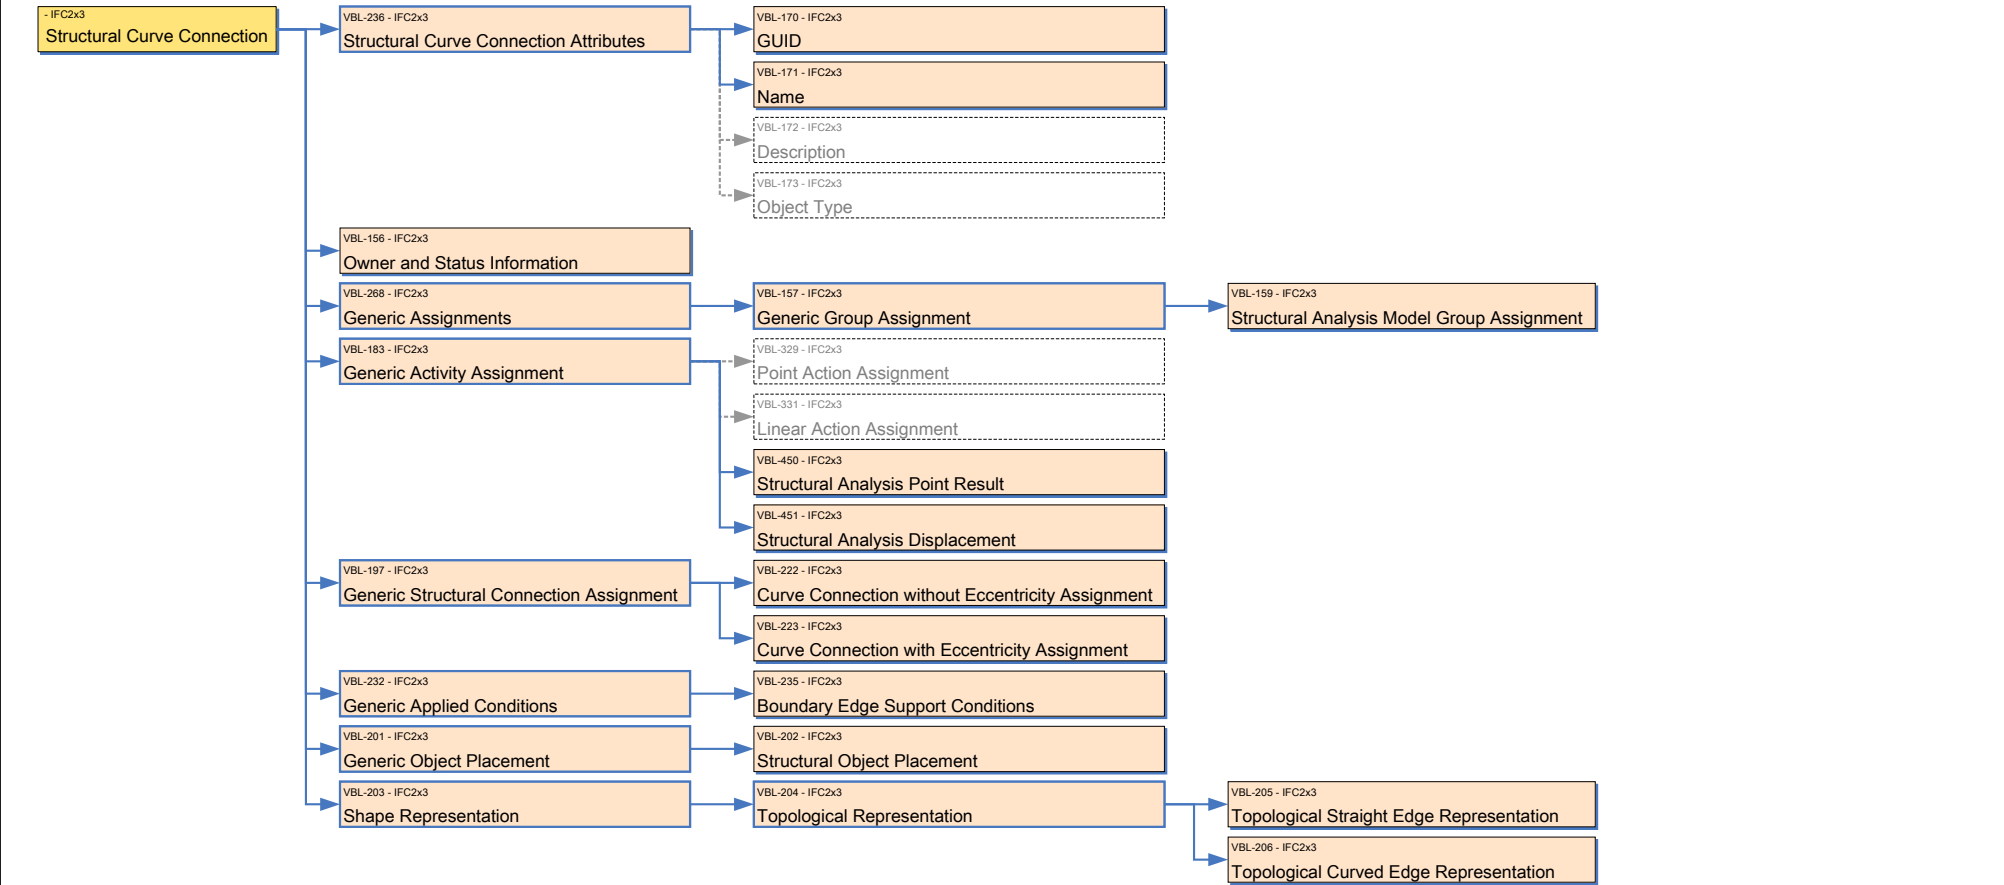 - IFC2x3
Structural Curve Connection
VBL-236 - IFC2x3
Structural Curve Connection Attributes
VBL-170 - IFC2x3
GUID
VBL-171 - IFC2x3
Name
VBL-172 - IFC2x3
Description
VBL-173 - IFC2x3
Object Type
VBL-156 - IFC2x3
Owner and Status Information
VBL-268 - IFC2x3
Generic Assignments
VBL-157 - IFC2x3
Generic Group Assignment
VBL-159 - IFC2x3
Structural Analysis Model Group Assignment
VBL-183 - IFC2x3
Generic Activity Assignment
VBL-329 - IFC2x3
Point Action Assignment
VBL-331 - IFC2x3
Linear Action Assignment
VBL-450 - IFC2x3
Structural Analysis Point Result
VBL-451 - IFC2x3
Structural Analysis Displacement
VBL-197 - IFC2x3
Generic Structural Connection Assignment
VBL-222 - IFC2x3
Curve Connection without Eccentricity Assignment
VBL-223 - IFC2x3
Curve Connection with Eccentricity Assignment
VBL-232 - IFC2x3
Generic Applied Conditions
VBL-235 - IFC2x3
Boundary Edge Support Conditions
VBL-201 - IFC2x3
Generic Object Placement
VBL-202 - IFC2x3
Structural Object Placement
VBL-203 - IFC2x3
Shape Representation
VBL-204 - IFC2x3
Topological Representation
VBL-205 - IFC2x3
Topological Straight Edge Representation
VBL-206 - IFC2x3
Topological Curved Edge Representation